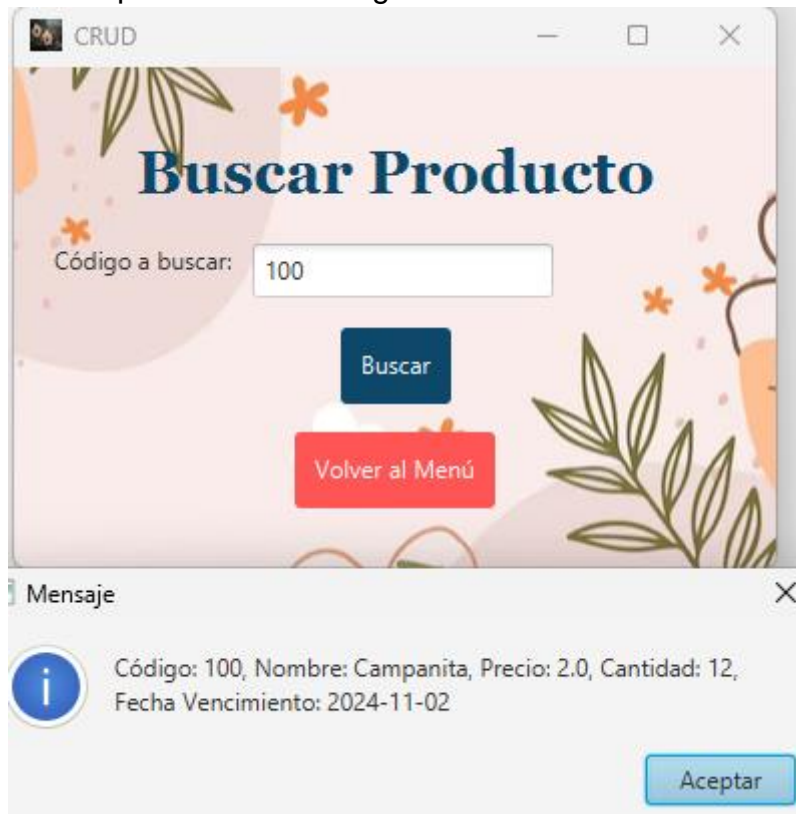 CRUD
Buscar Producto
Código a buscar:
100
Buscar
Volver al Menú
Mensaje
Código: 100, Nombre: Campanita, Precio: 2.0, Cantidad: 12,
Fecha Vencimiento: 2024-11-02
Aceptar